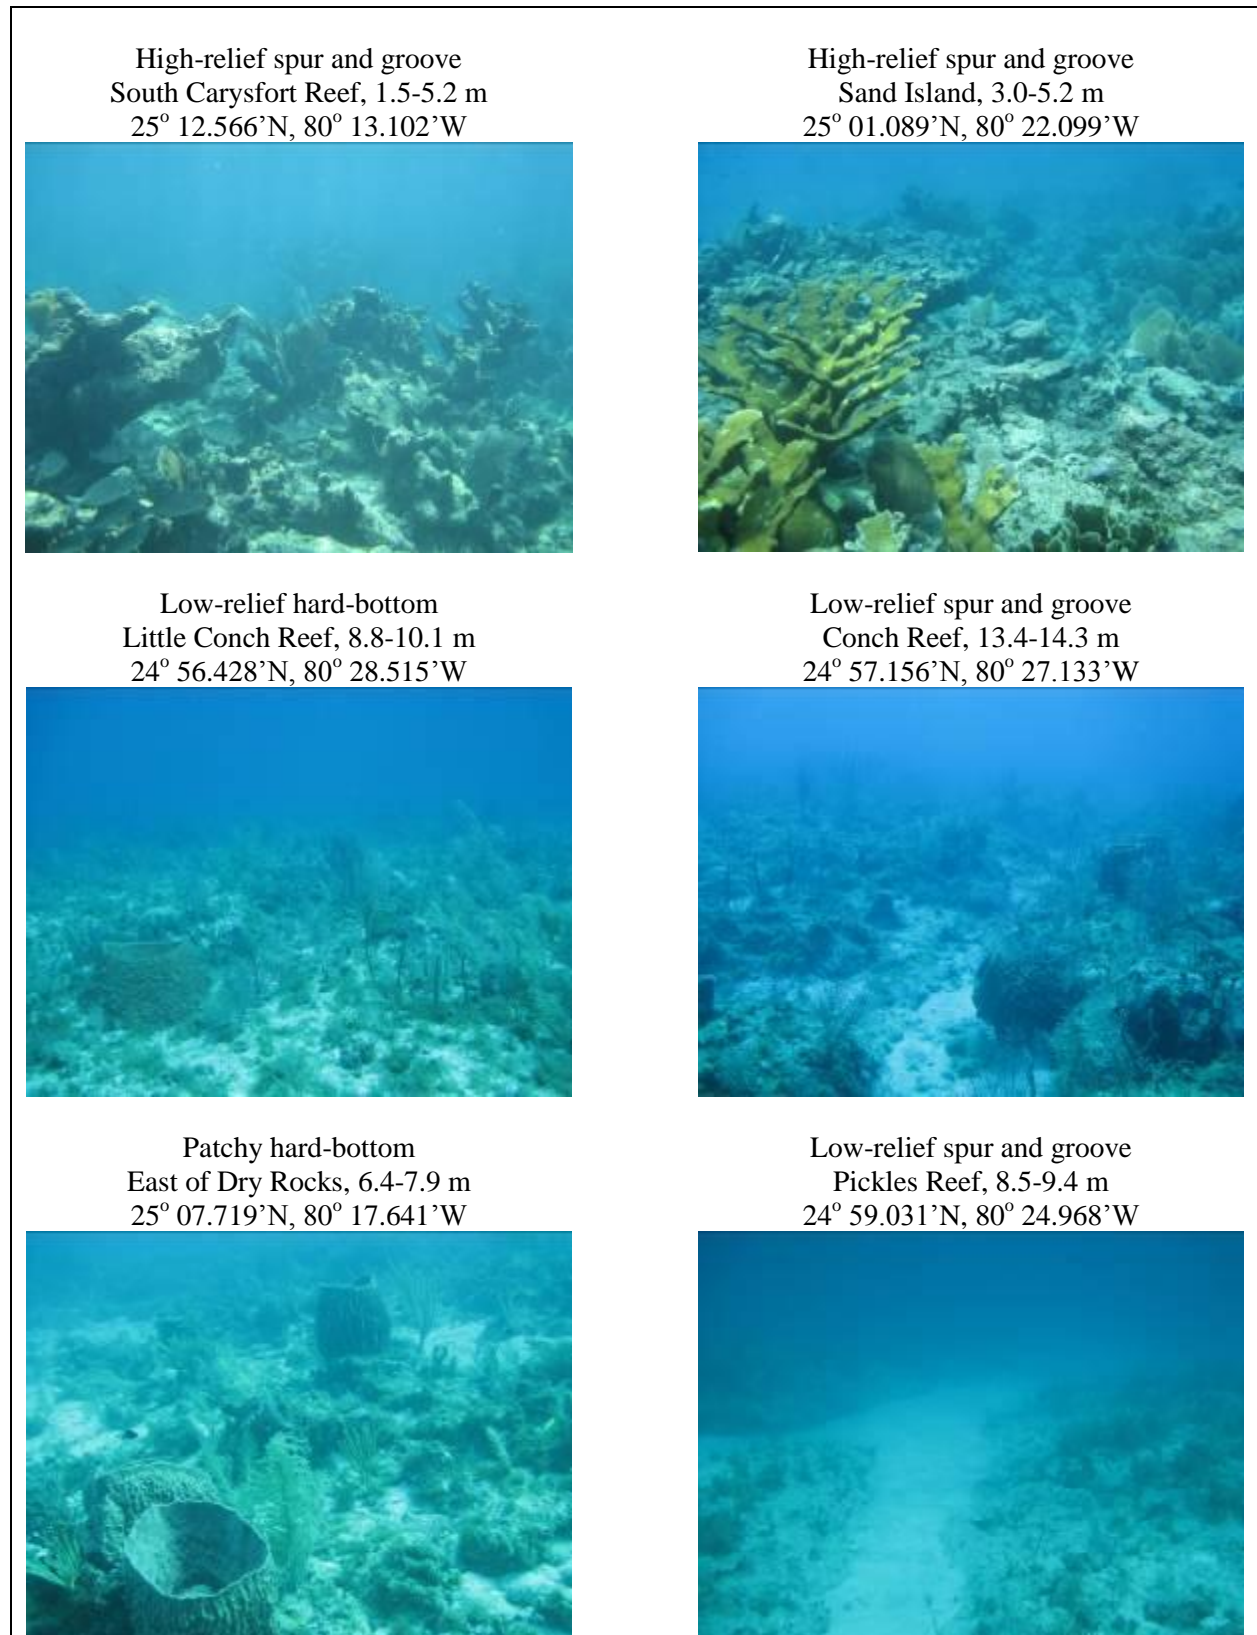 High-relief spur and groove
South Carysfort Reef, 1.5-5.2 m
25° 12.566’N, 80° 13.102’W
High-relief spur and groove
Sand Island, 3.0-5.2 m
25° 01.089’N, 80° 22.099’W
Low-relief hard-bottom
Little Conch Reef, 8.8-10.1 m
24° 56.428’N, 80° 28.515’W
Low-relief spur and groove
Conch Reef, 13.4-14.3 m
24° 57.156’N, 80° 27.133’W
Patchy hard-bottom
East of Dry Rocks, 6.4-7.9 m
25° 07.719’N, 80° 17.641’W
Low-relief spur and groove
Pickles Reef, 8.5-9.4 m
24° 59.031’N, 80° 24.968’W